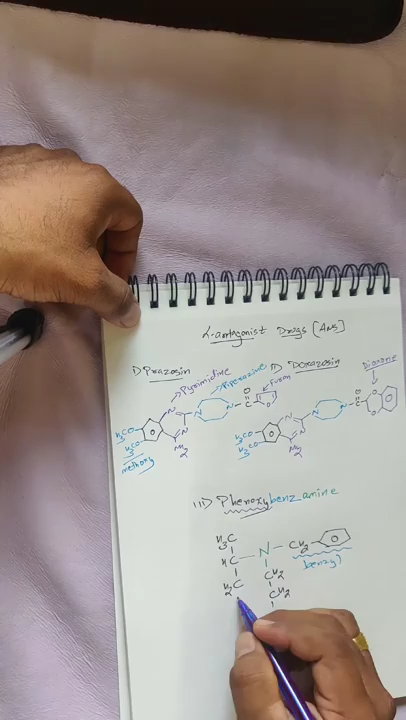 α-antagonist Drugs [ANS]
I) Prazosin
II) Doxazosin
Dioxane
Pyrimidine
Piperazine
Furan
N
N
N
N
O
C
O
H3CO
H3CO
NH2
methoxy
N
N
N
N
O
C
O
O
H3CO
H3CO
NH2
III) Phenoxybenzamine
H3C
HC — N — CH2
benzyl
H2C
CH2
CH2